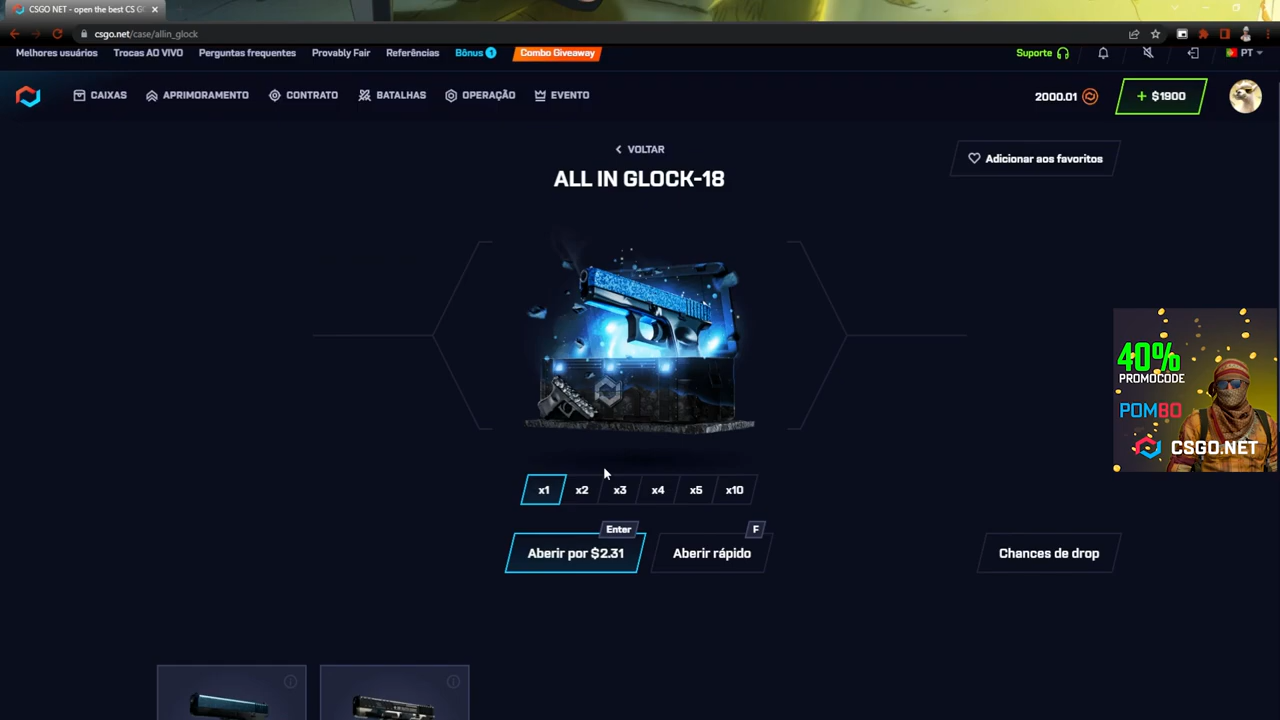 CSGO NET - open the best CS G
csgo.net/case/allin_glock
Melhores usuários Trocas AO VIVO Perguntas frequentes Provably Fair Referências Bônus 1 Combo Giveaway Suporte PT
CAIXAS APRIMORAMENTO CONTRATO BATALHAS OPERAÇÃO EVENTO 2000.01 + $1900
VOLTAR
Adicionar aos favoritos
ALL IN GLOCK-18
40%
PROMOCODE
POMBO
CSGO.NET
x1 x2 x3 x4 x5 x10
Enter F
Aberir por $2.31 Aberir rápido Chances de drop